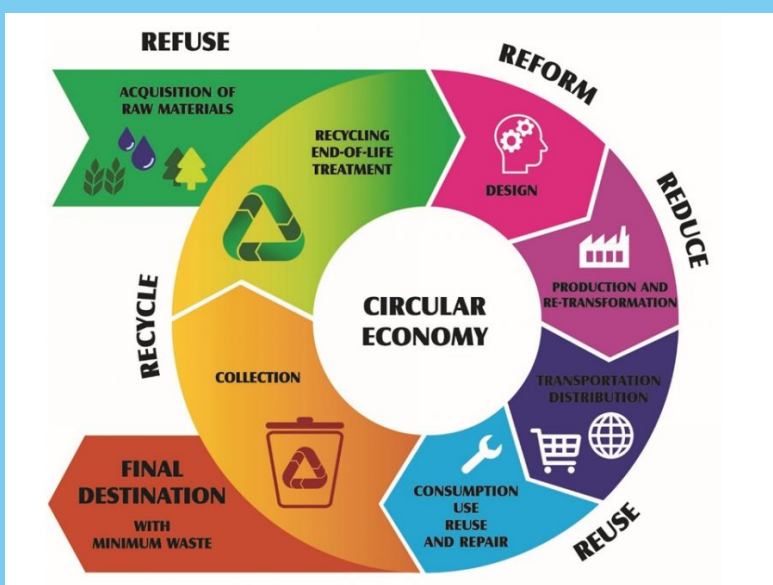 REFUSE
ACQUISITION OF
RAW MATERIALS
RECYCLING
END-OF-LIFE
TREATMENT
REFORM
DESIGN
REDUCE
PRODUCTION AND
RE-TRANSFORMATION
TRANSPORTATION
DISTRIBUTION
REUSE
CONSUMPTION
USE
REUSE
AND REPAIR
COLLECTION
RECYCLE
FINAL
DESTINATION
WITH
MINIMUM WASTE
CIRCULAR
ECONOMY